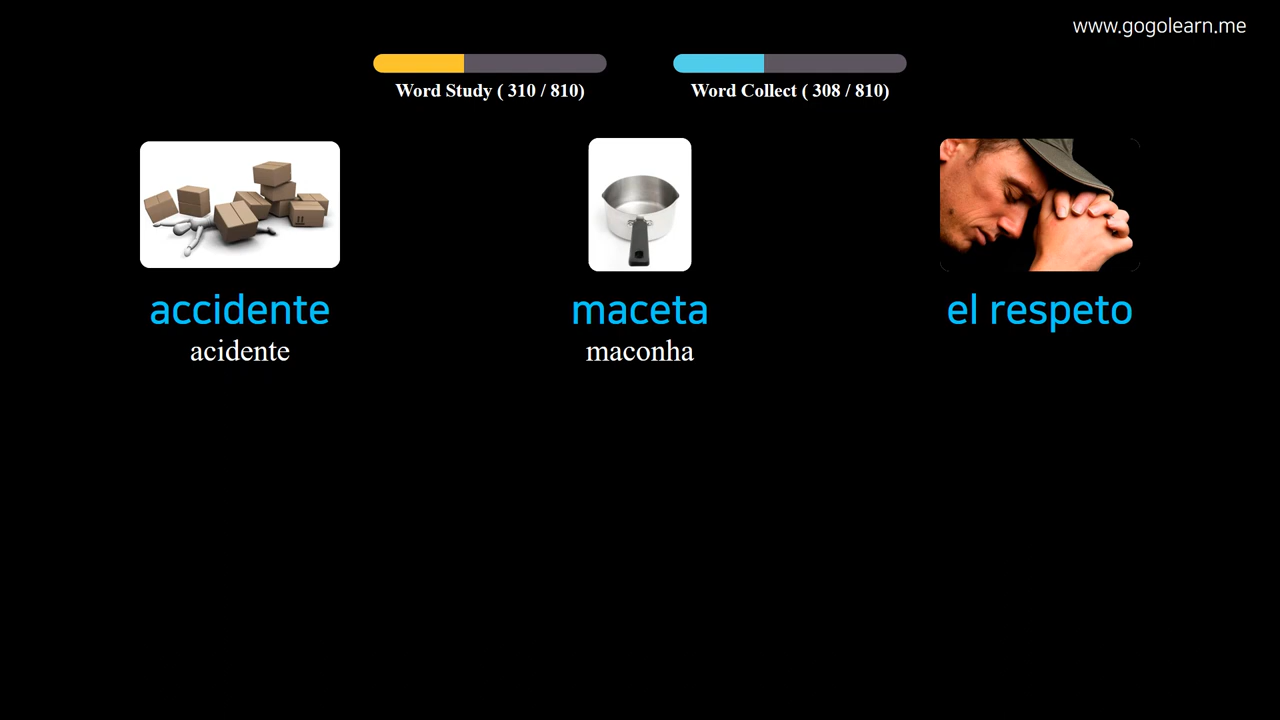 www.gogolearn.me
Word Study ( 310 / 810)
Word Collect ( 308 / 810)
accidente
acidente
maceta
maconha
el respeto